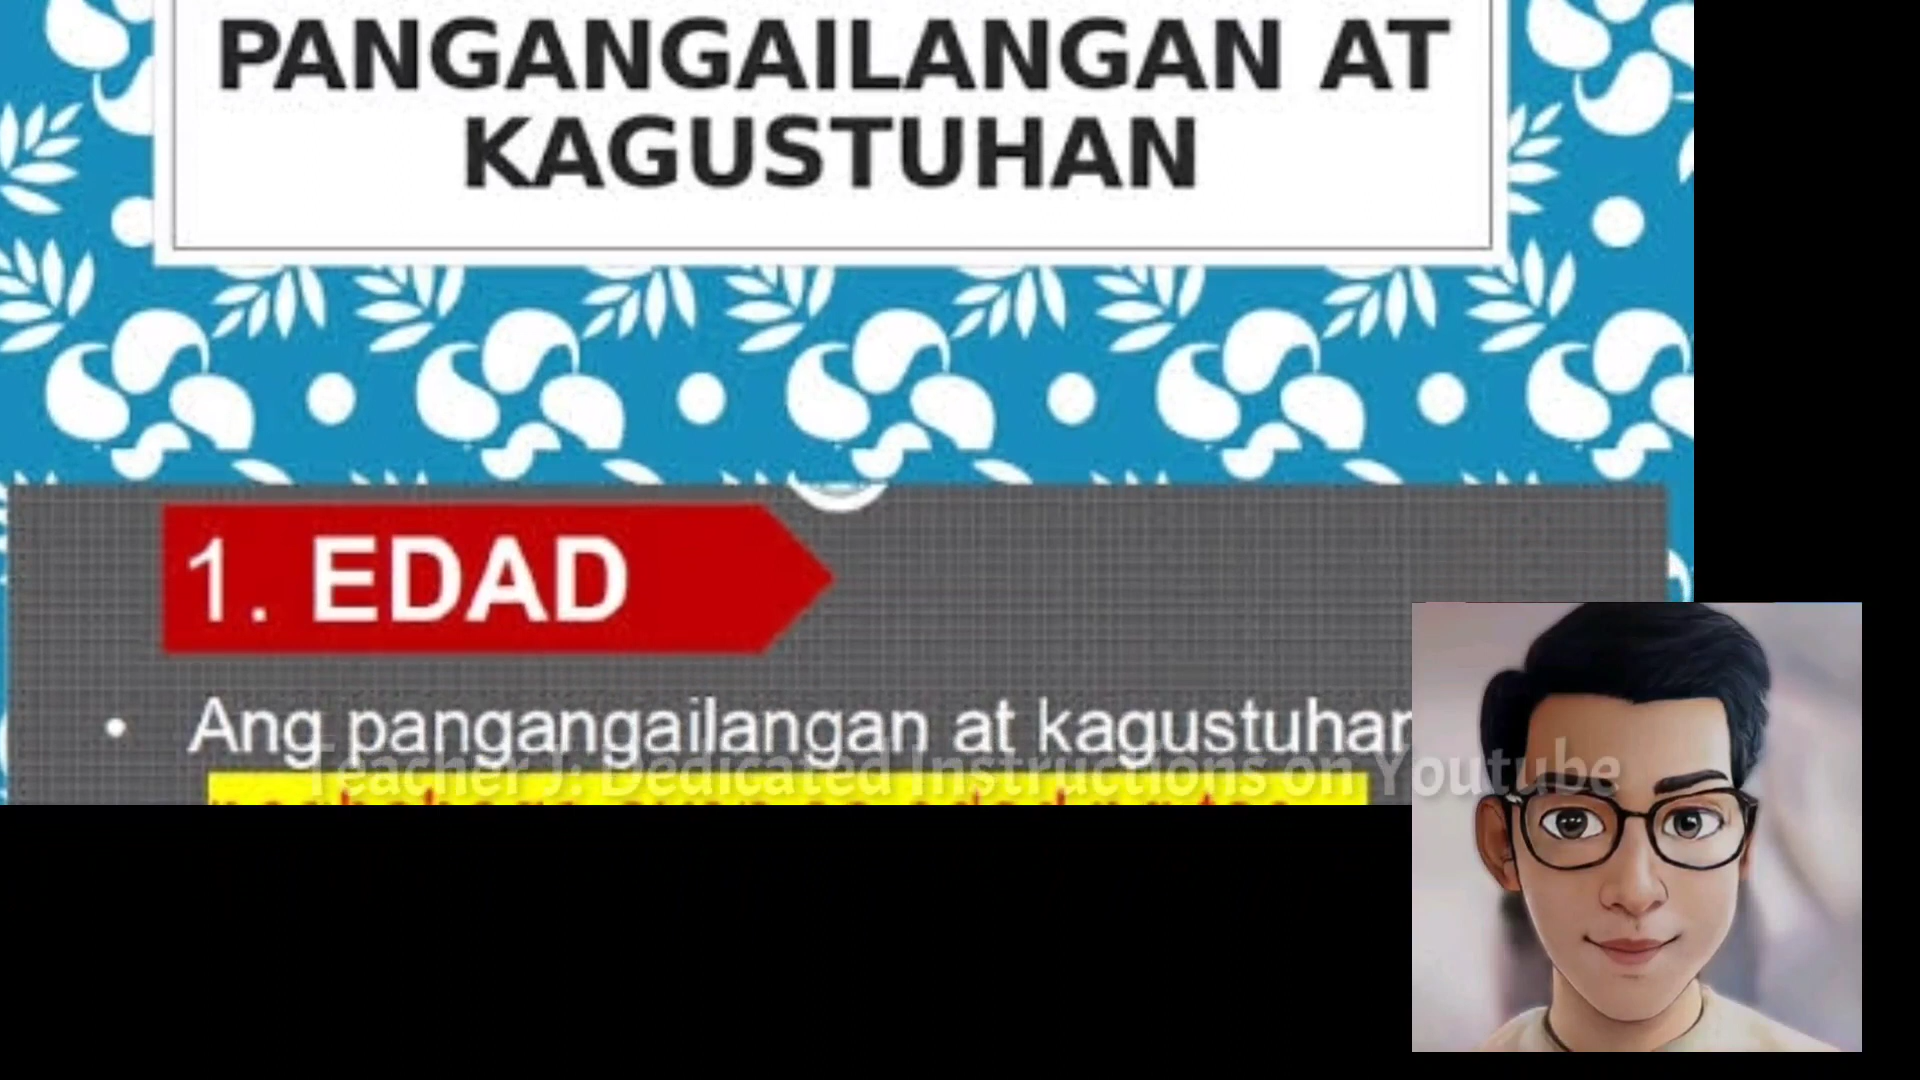 PANGANGAILANGAN AT
KAGUSTUHAN
1. EDAD
• Ang pangangailangan at kagustuhan
Teacher J: Dedicated Instructions on Youtube